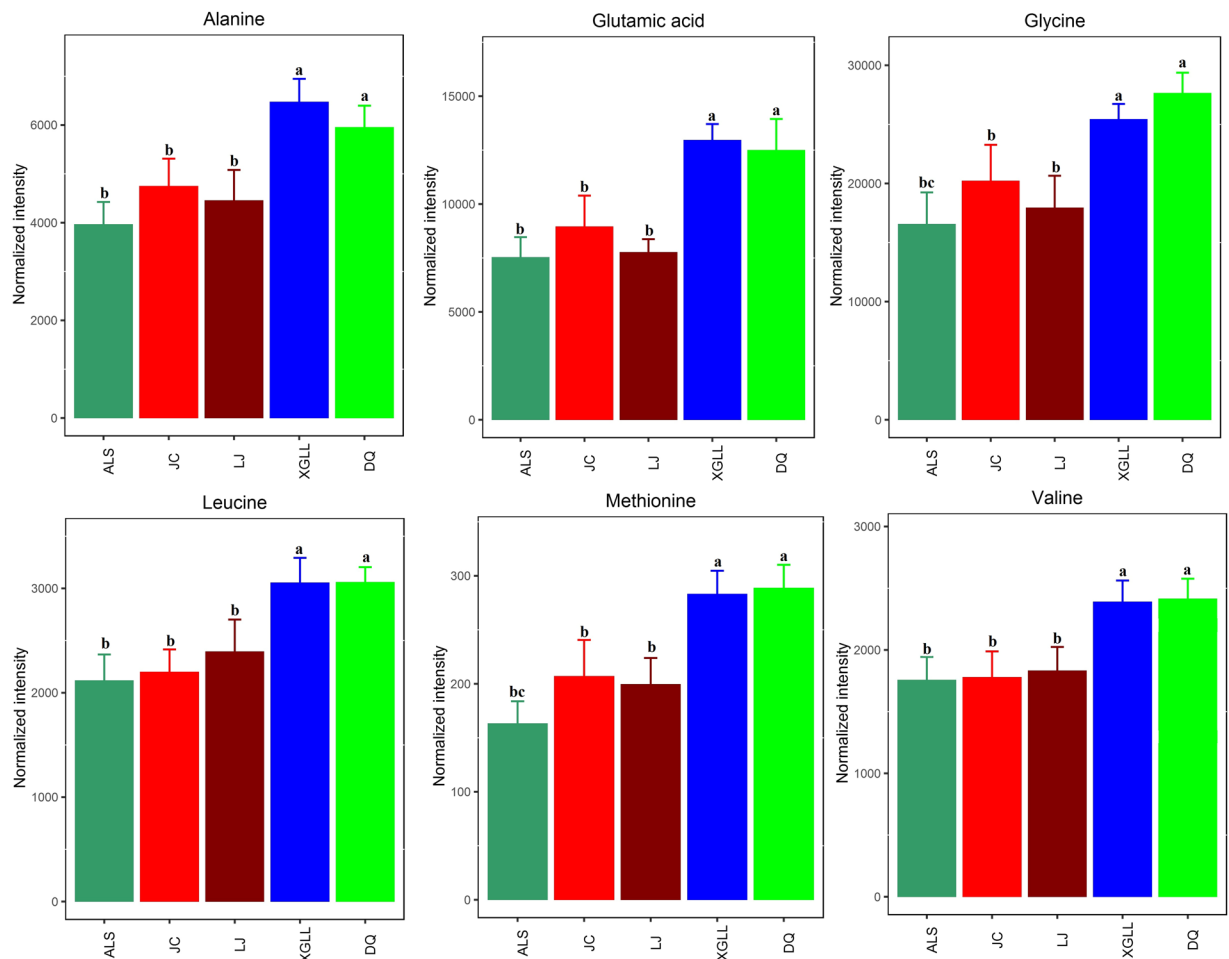 Alanine
Normalized intensity
6000
4000
2000
0
b
b
b
a
a
ALS
JC
LJ
XGLL
DQ
Glutamic acid
Normalized intensity
15000
10000
5000
0
b
b
b
a
a
ALS
JC
LJ
XGLL
DQ
Glycine
Normalized intensity
30000
20000
10000
0
bc
b
b
a
a
ALS
JC
LJ
XGLL
DQ
Leucine
Normalized intensity
3000
2000
1000
0
b
b
b
a
a
ALS
JC
LJ
XGLL
DQ
Methionine
Normalized intensity
300
200
100
0
bc
b
b
a
a
ALS
JC
LJ
XGLL
DQ
Valine
Normalized intensity
3000
2000
1000
0
b
b
b
a
a
ALS
JC
LJ
XGLL
DQ